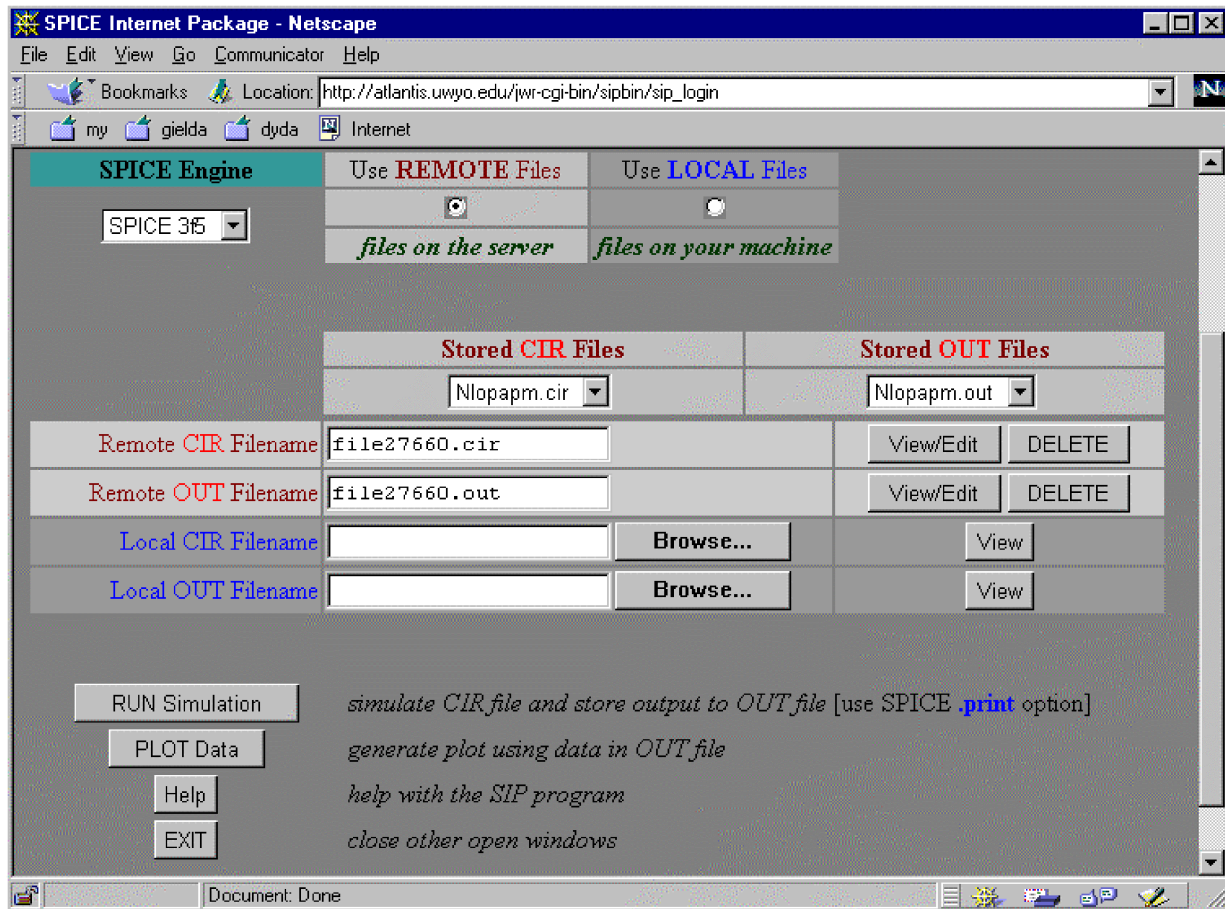 SPICE Internet Package - Netscape
File Edit View Go Communicator Help
Bookmarks Location: http://atlantis.uwyo.edu/jwr-cgi-bin/sipbin/sip_login N
my gielda dyda Internet
SPICE Engine Use REMOTE Files Use LOCAL Files
SPICE 3f5
files on the server files on your machine
Stored CIR Files Stored OUT Files
Nlopapm.cir Nlopapm.out
Remote CIR Filename file27660.cir View/Edit DELETE
Remote OUT Filename file27660.out View/Edit DELETE
Local CIR Filename Browse... View
Local OUT Filename Browse... View
RUN Simulation simulate CIR file and store output to OUT file [use SPICE .print option]
PLOT Data generate plot using data in OUT file
Help help with the SIP program
EXIT close other open windows
Document: Done